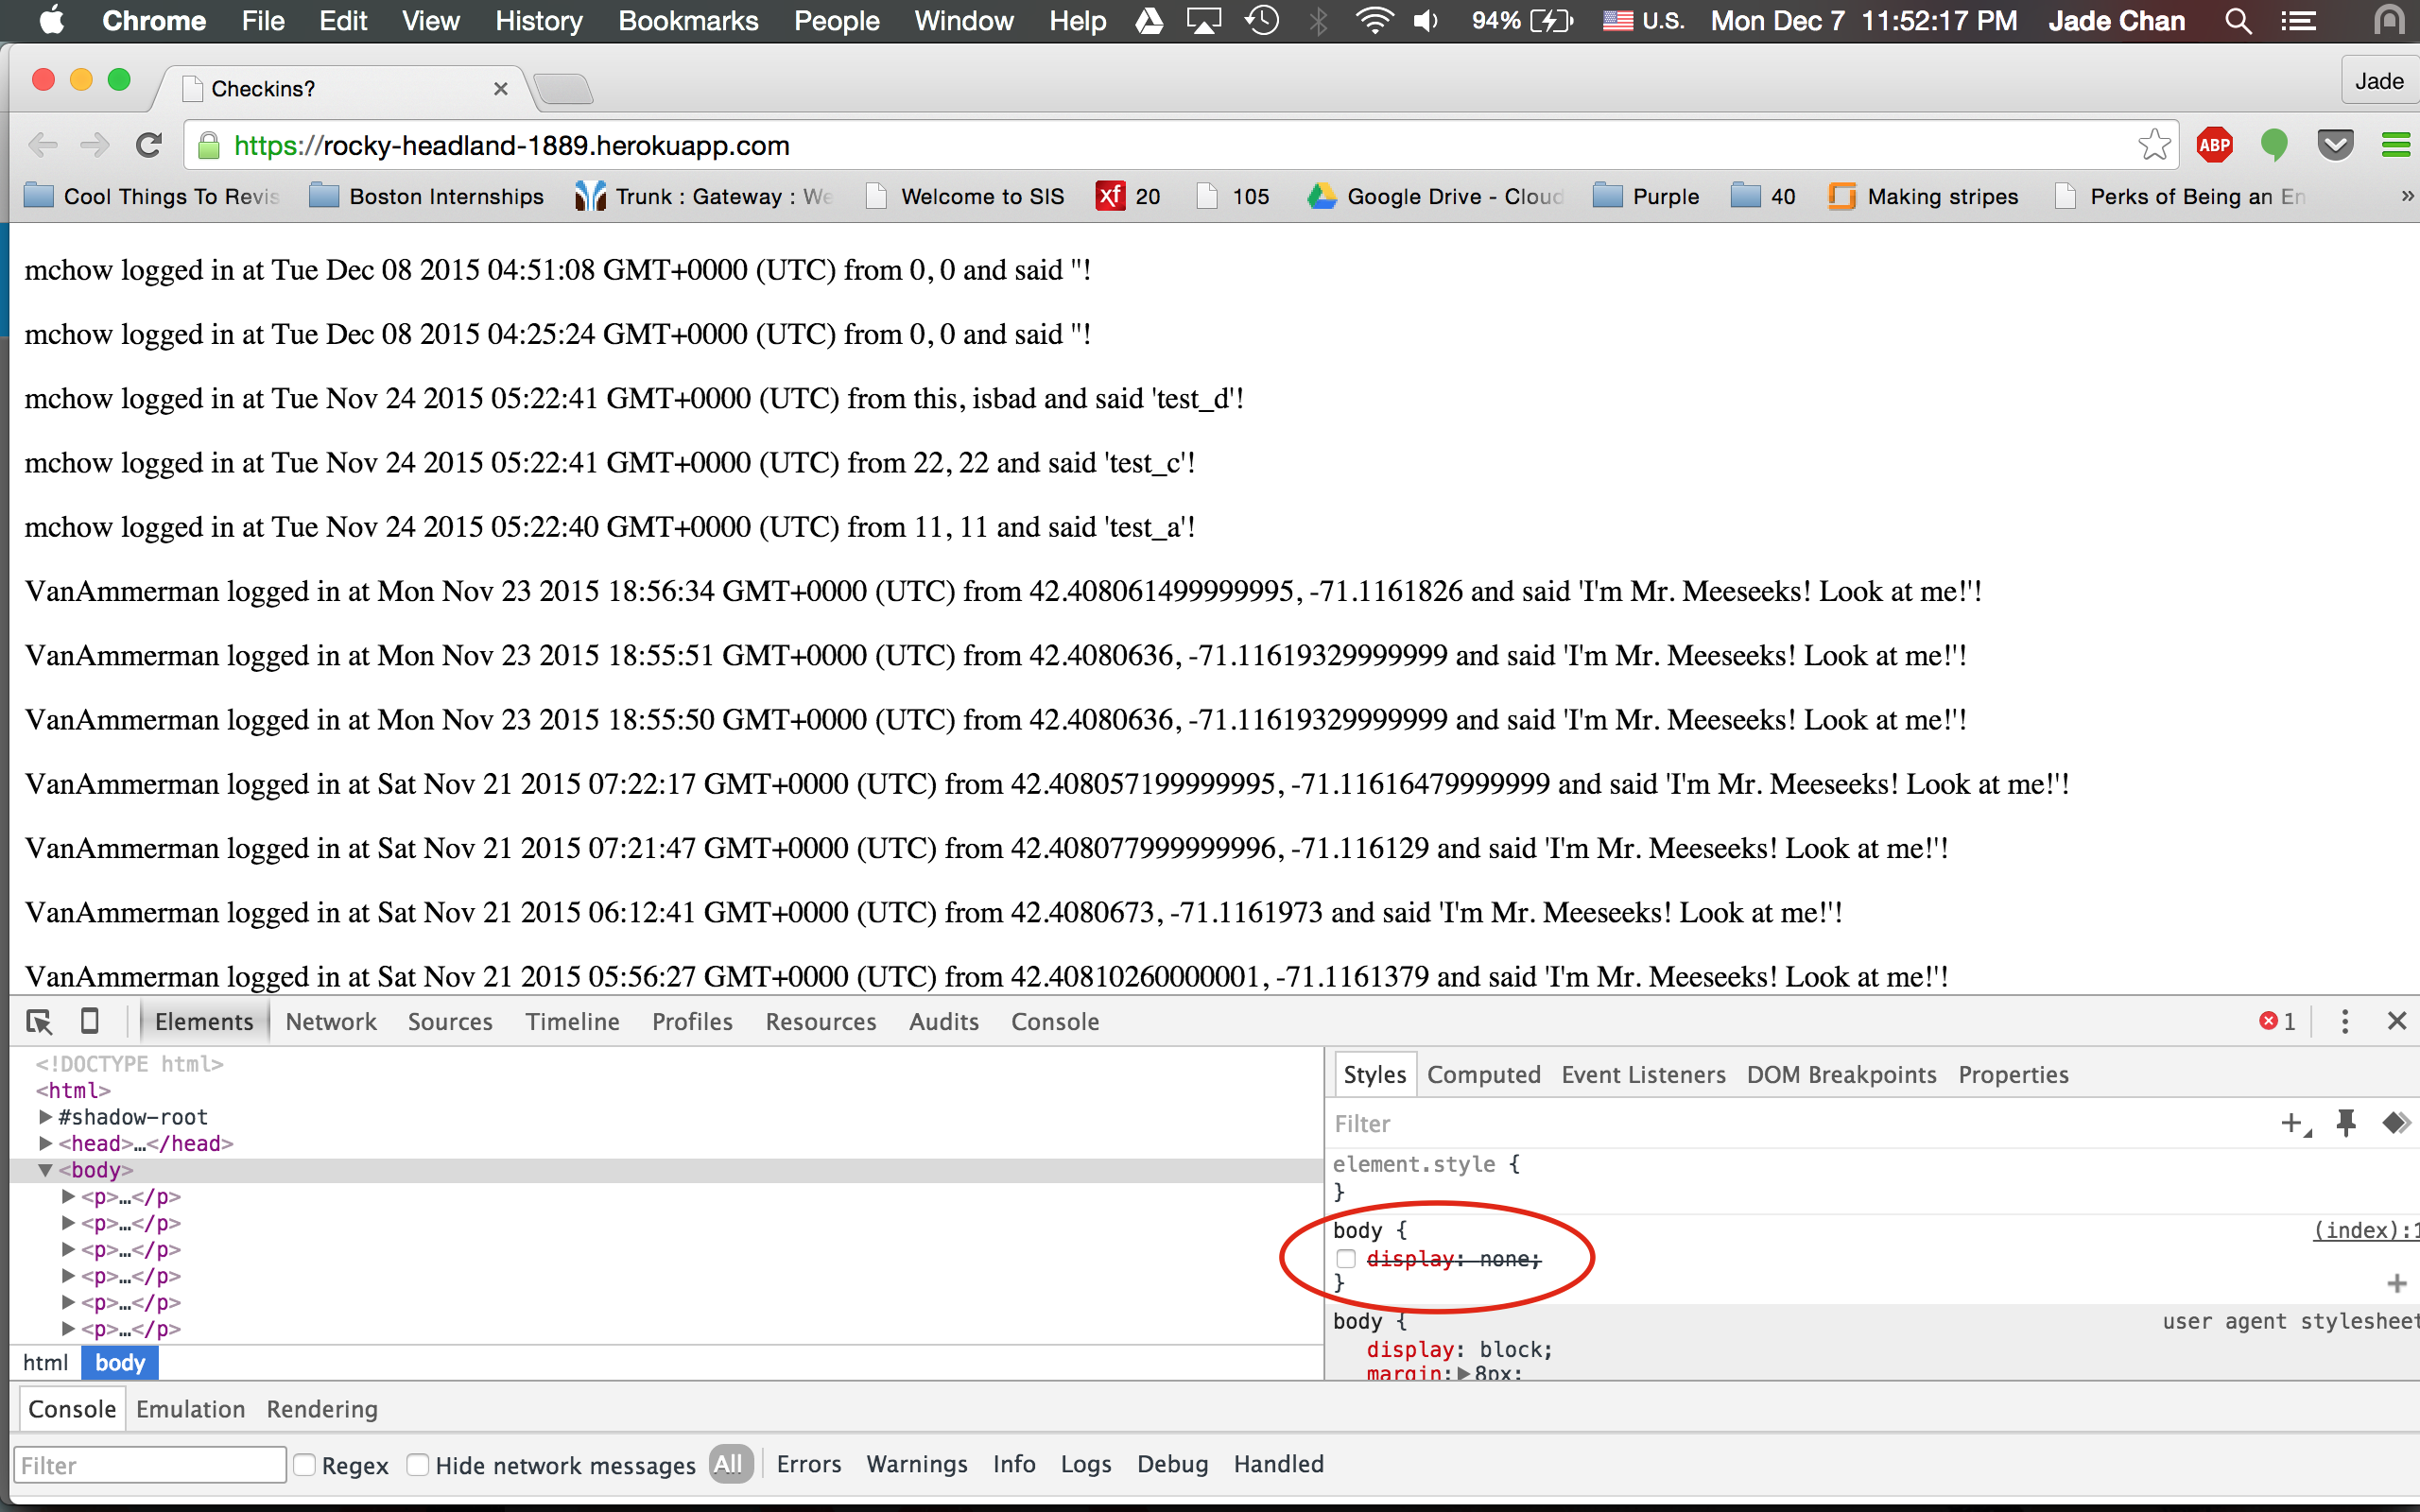 Chrome File Edit View History Bookmarks People Window Help 94% U.S. Mon Dec 7 11:52:17 PM Jade Chan
Checkins? Jade
https://rocky-headland-1889.herokuapp.com ABP
Cool Things To Revis Boston Internships Trunk : Gateway : We Welcome to SIS xf 20 105 Google Drive - Cloud Purple 40 Making stripes Perks of Being an En »
mchow logged in at Tue Dec 08 2015 04:51:08 GMT+0000 (UTC) from 0, 0 and said ''!
mchow logged in at Tue Dec 08 2015 04:25:24 GMT+0000 (UTC) from 0, 0 and said ''!
mchow logged in at Tue Nov 24 2015 05:22:41 GMT+0000 (UTC) from this, isbad and said 'test_d'!
mchow logged in at Tue Nov 24 2015 05:22:41 GMT+0000 (UTC) from 22, 22 and said 'test_c'!
mchow logged in at Tue Nov 24 2015 05:22:40 GMT+0000 (UTC) from 11, 11 and said 'test_a'!
VanAmmerman logged in at Mon Nov 23 2015 18:56:34 GMT+0000 (UTC) from 42.408061499999995, -71.1161826 and said 'I'm Mr. Meeseeks! Look at me!'!
VanAmmerman logged in at Mon Nov 23 2015 18:55:51 GMT+0000 (UTC) from 42.4080636, -71.11619329999999 and said 'I'm Mr. Meeseeks! Look at me!'!
VanAmmerman logged in at Mon Nov 23 2015 18:55:50 GMT+0000 (UTC) from 42.4080636, -71.11619329999999 and said 'I'm Mr. Meeseeks! Look at me!'!
VanAmmerman logged in at Sat Nov 21 2015 07:22:17 GMT+0000 (UTC) from 42.408057199999995, -71.11616479999999 and said 'I'm Mr. Meeseeks! Look at me!'!
VanAmmerman logged in at Sat Nov 21 2015 07:21:47 GMT+0000 (UTC) from 42.408077999999996, -71.116129 and said 'I'm Mr. Meeseeks! Look at me!'!
VanAmmerman logged in at Sat Nov 21 2015 06:12:41 GMT+0000 (UTC) from 42.4080673, -71.1161973 and said 'I'm Mr. Meeseeks! Look at me!'!
VanAmmerman logged in at Sat Nov 21 2015 05:56:27 GMT+0000 (UTC) from 42.40810260000001, -71.1161379 and said 'I'm Mr. Meeseeks! Look at me!'!
Elements Network Sources Timeline Profiles Resources Audits Console 1
<!DOCTYPE html>
<html>
#shadow-root
<head>…</head>
<body>
<p>…</p>
<p>…</p>
<p>…</p>
<p>…</p>
<p>…</p>
<p>…</p>
html body
Styles Computed Event Listeners DOM Breakpoints Properties
Filter
element.style {
}
body { (index):1
display: none;
}
body { user agent stylesheet
display: block;
margin: 8px;
Console Emulation Rendering
Filter Regex Hide network messages All Errors Warnings Info Logs Debug Handled